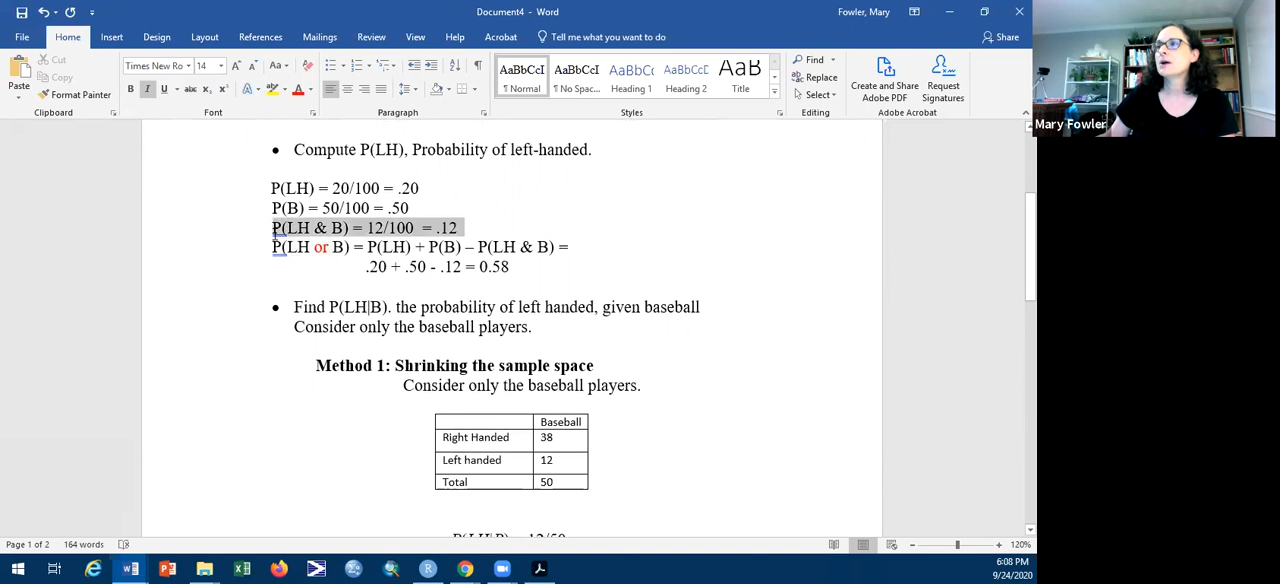 Document4 - Word
Fowler, Mary
File Home Insert Design Layout References Mailings Review View Help Acrobat Tell me what you want to do Share
Paste
Cut
Copy
Format Painter
Times New Ro 14
Find
Replace
Select
AaBbCcI AaBbCcI AaBbCc AaBbCcI AaB
¶ Normal ¶ No Spac... Heading 1 Heading 2 Title
Create and Share Adobe PDF
Request Signatures
Clipboard Font Paragraph Styles Editing Adobe Acrobat
Mary Fowler
• Compute P(LH), Probability of left-handed.
P(LH) = 20/100 = .20
P(B) = 50/100 = .50
P(LH & B) = 12/100 = .12
P(LH or B) = P(LH) + P(B) – P(LH & B) =
.20 + .50 - .12 = 0.58
• Find P(LH|B). the probability of left handed, given baseball
Consider only the baseball players.
Method 1: Shrinking the sample space
Consider only the baseball players.
Baseball
Right Handed 38
Left handed 12
Total 50
Page 1 of 2 164 words
120%
6:08 PM
9/24/2020